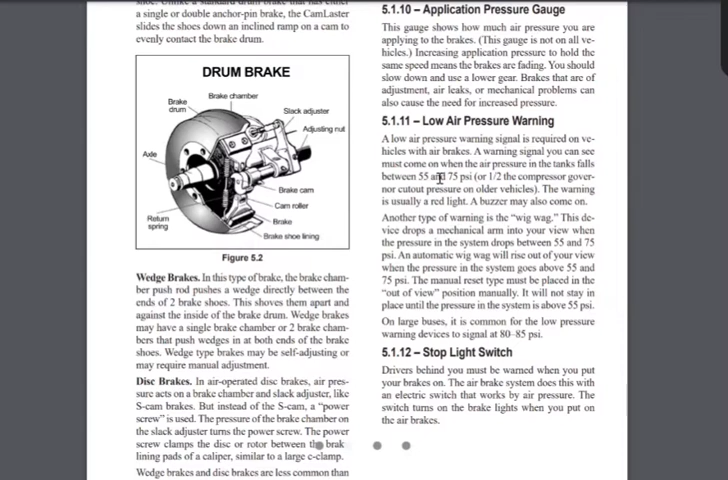 shoe. Unlike a standard drum brake that has either
a single or double anchor-pin brake, the CamLaster
slides the shoes down an inclined ramp on a cam to
evenly contact the brake drum.
DRUM BRAKE
Brake chamber
Brake
drum
Slack adjuster
Adjusting nut
Axle
Brake cam
Cam roller
Return
spring
Brake
Brake shoe lining
Figure 5.2
Wedge Brakes. In this type of brake, the brake cham-
ber push rod pushes a wedge directly between the
ends of 2 brake shoes. This shoves them apart and
against the inside of the brake drum. Wedge brakes
may have a single brake chamber or 2 brake cham-
bers that push wedges in at both ends of the brake
shoes. Wedge type brakes may be self-adjusting or
may require manual adjustment.
Disc Brakes. In air-operated disc brakes, air pres-
sure acts on a brake chamber and slack adjuster, like
S-cam brakes. But instead of the S-cam, a “power
screw” is used. The pressure of the brake chamber on
the slack adjuster turns the power screw. The power
screw clamps the disc or rotor between the brak
lining pads of a caliper, similar to a large c-clamp.
Wedge brakes and disc brakes are less common than
5.1.10 – Application Pressure Gauge
This gauge shows how much air pressure you are
applying to the brakes. (This gauge is not on all ve-
hicles.) Increasing application pressure to hold the
same speed means the brakes are fading. You should
slow down and use a lower gear. Brakes that are of
adjustment, air leaks, or mechanical problems can
also cause the need for increased pressure.
5.1.11 – Low Air Pressure Warning
A low air pressure warning signal is required on ve-
hicles with air brakes. A warning signal you can see
must come on when the air pressure in the tanks falls
between 55 and 75 psi (or 1/2 the compressor gover-
nor cutout pressure on older vehicles). The warning
is usually a red light. A buzzer may also come on.
Another type of warning is the “wig wag.” This de-
vice drops a mechanical arm into your view when
the pressure in the system drops between 55 and 75
psi. An automatic wig wag will rise out of your view
when the pressure in the system goes above 55 and
75 psi. The manual reset type must be placed in the
“out of view” position manually. It will not stay in
place until the pressure in the system is above 55 psi.
On large buses, it is common for the low pressure
warning devices to signal at 80–85 psi.
5.1.12 – Stop Light Switch
Drivers behind you must be warned when you put
your brakes on. The air brake system does this with
an electric switch that works by air pressure. The
switch turns on the brake lights when you put on
the air brakes.